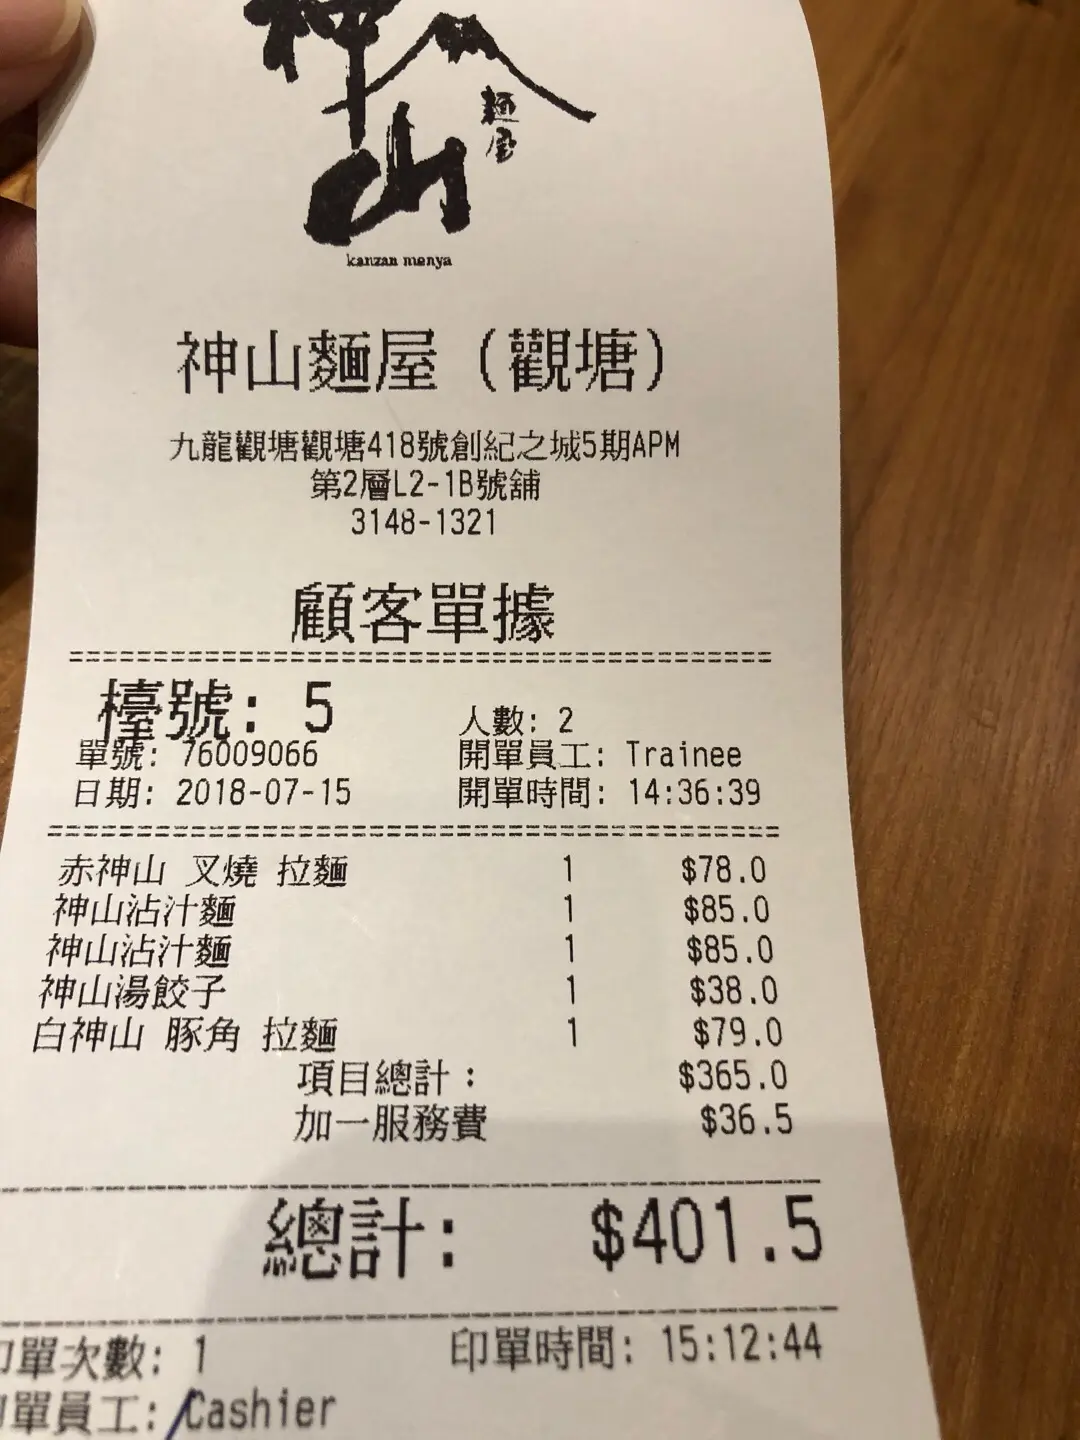 神山
麵屋
kanzan menya
神山麵屋 (觀塘)
九龍觀塘觀塘418號創紀之城5期APM
第2層L2-1B號舖
3148-1321
顧客單據
檯號: 5 人數: 2
單號: 76009066 開單員工: Trainee
日期: 2018-07-15 開單時間: 14:36:39
赤神山 叉燒 拉麵 1 $78.0
神山沾汁麵 1 $85.0
神山沾汁麵 1 $85.0
神山湯餃子 1 $38.0
白神山 豚角 拉麵 1 $79.0
項目總計： $365.0
加一服務費 $36.5
總計: $401.5
印單次數: 1 印單時間: 15:12:44
印單員工: Cashier